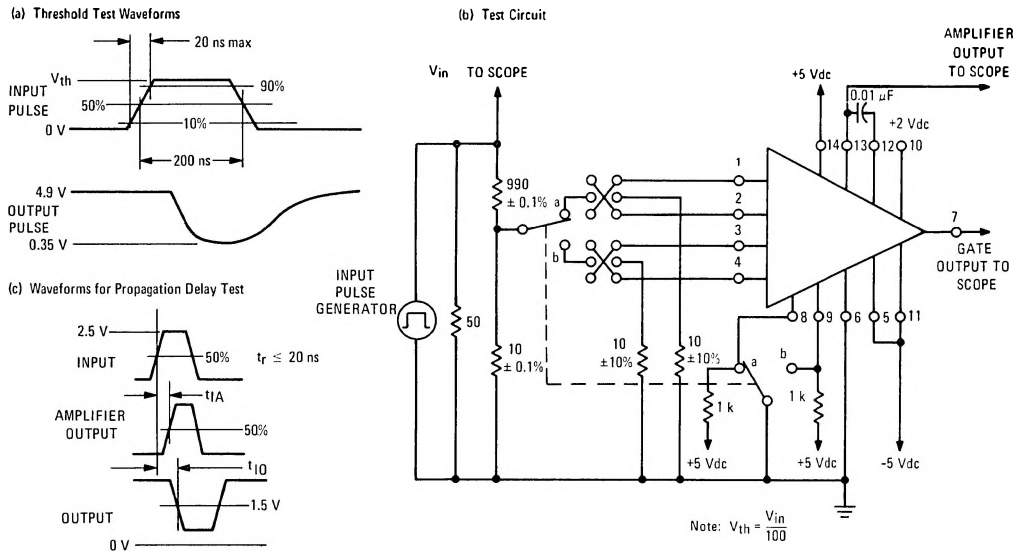 (a) Threshold Test Waveforms
20 ns max
Vth
INPUT
PULSE
90%
50%
10%
0 V
200 ns
4.9 V
OUTPUT
PULSE
0.35 V
(c) Waveforms for Propagation Delay Test
2.5 V
INPUT
50%
tr ≤ 20 ns
tIA
AMPLIFIER
OUTPUT
50%
tIO
1.5 V
OUTPUT
0 V
(b) Test Circuit
Vin TO SCOPE
AMPLIFIER
OUTPUT
TO SCOPE
+5 Vdc
0.01 µF
+2 Vdc
14
13
12
10
990
± 0.1%
a
b
1
2
3
4
7
GATE
OUTPUT TO
SCOPE
INPUT
PULSE
GENERATOR
50
10
± 0.1%
10
±10%
10
±10%
8
9
6
5
11
a
b
1 k
1 k
+5 Vdc
+5 Vdc
-5 Vdc
Note: Vth = Vin
100